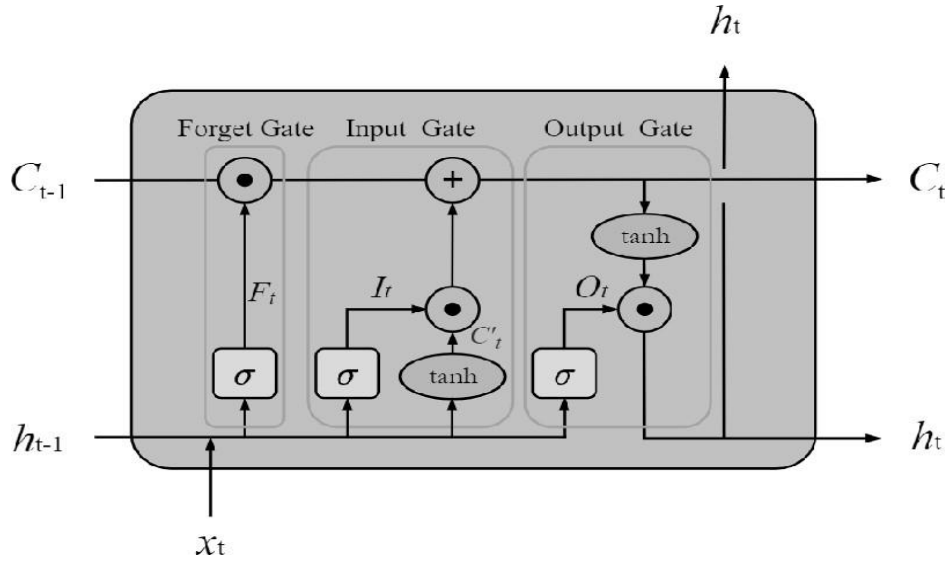 hₜ
Forget Gate Input Gate Output Gate
Cₜ₋₁ + Cₜ
tanh
Fₜ Iₜ Oₜ
C'ₜ
σ σ tanh σ
hₜ₋₁ hₜ
xₜ